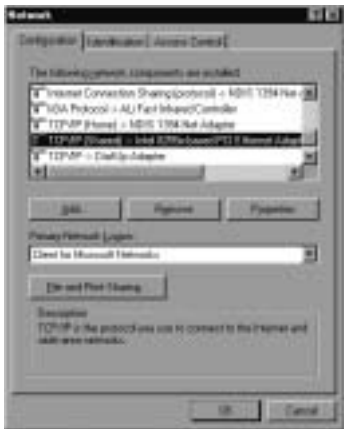 Network
Configuration Identification Access Control
The following network components are installed:
Internet Connection Sharing (protocol) -> NDIS 1394 Net
IrDA Protocol -> ALi Fast Infrared Controller
TCP/IP (Home) -> NDIS 1394 Net Adapter
TCP/IP (Shared) -> Intel
TCP/IP -> Dial-Up Adapter
Add... Remove Properties
Primary Network Logon:
Client for Microsoft Networks
File and Print Sharing...
Description
TCP/IP is the protocol you use to connect to the Internet and
wide-area networks.
OK Cancel